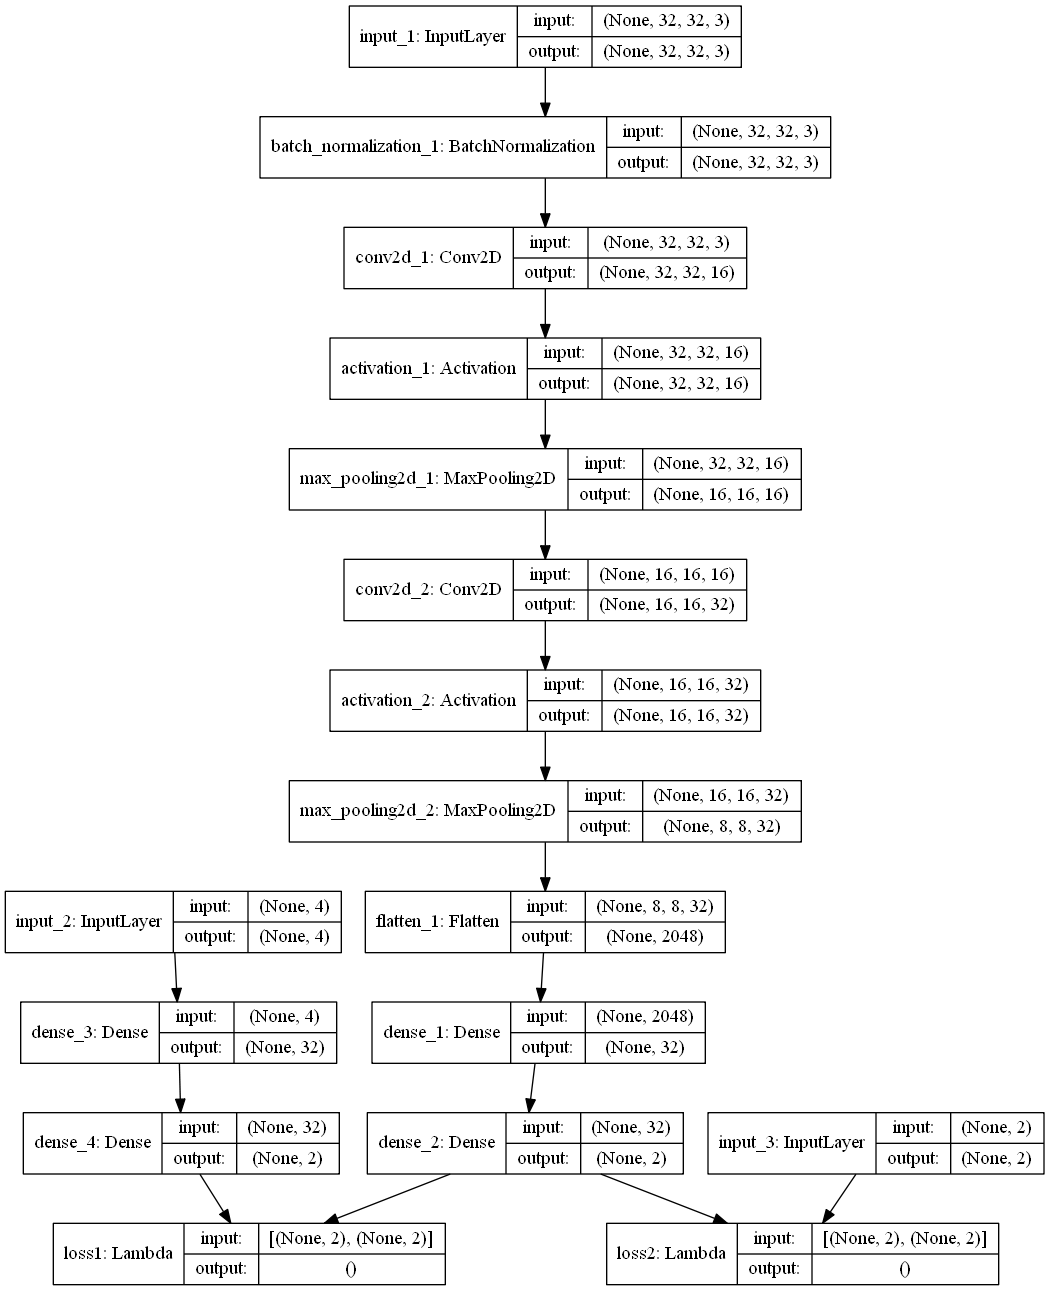 input_1: InputLayer
input: (None, 32, 32, 3)
output: (None, 32, 32, 3)
batch_normalization_1: BatchNormalization
input: (None, 32, 32, 3)
output: (None, 32, 32, 3)
conv2d_1: Conv2D
input: (None, 32, 32, 3)
output: (None, 32, 32, 16)
activation_1: Activation
input: (None, 32, 32, 16)
output: (None, 32, 32, 16)
max_pooling2d_1: MaxPooling2D
input: (None, 32, 32, 16)
output: (None, 16, 16, 16)
conv2d_2: Conv2D
input: (None, 16, 16, 16)
output: (None, 16, 16, 32)
activation_2: Activation
input: (None, 16, 16, 32)
output: (None, 16, 16, 32)
max_pooling2d_2: MaxPooling2D
input: (None, 16, 16, 32)
output: (None, 8, 8, 32)
input_2: InputLayer
input: (None, 4)
output: (None, 4)
flatten_1: Flatten
input: (None, 8, 8, 32)
output: (None, 2048)
dense_3: Dense
input: (None, 4)
output: (None, 32)
dense_1: Dense
input: (None, 2048)
output: (None, 32)
dense_4: Dense
input: (None, 32)
output: (None, 2)
dense_2: Dense
input: (None, 32)
output: (None, 2)
input_3: InputLayer
input: (None, 2)
output: (None, 2)
loss1: Lambda
input: [(None, 2), (None, 2)]
output: ()
loss2: Lambda
input: [(None, 2), (None, 2)]
output: ()